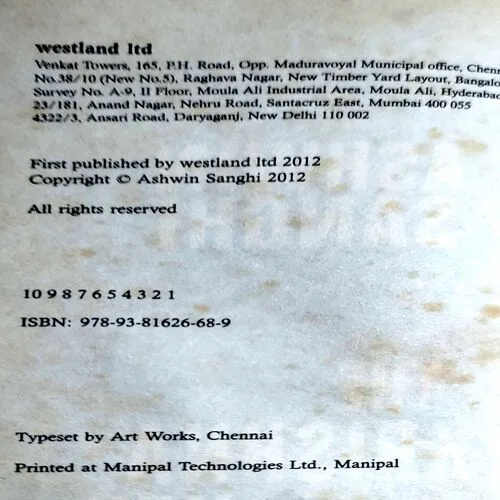 westland ltd
Venkat Towers, 165, P.H. Road, Opp. Maduravoyal Municipal office,
No.38/10 (New No.5), Raghava Nagar, New Timber Yard Layout,
Survey No. A-9, II Floor, Moula Ali Industrial Area, Moula Ali,
23/181, Anand Nagar, Nehru Road, Santacruz East, Mumbai 400 055
4322/3, Ansari Road, Daryaganj, New Delhi 110 002
First published by westland ltd 2012
Copyright © Ashwin Sanghi 2012
All rights reserved
10 9 8 7 6 5 4 3 2 1
ISBN: 978-93-81626-68-9
Typeset by Art Works, Chennai
Printed at Manipal Technologies Ltd., Manipal